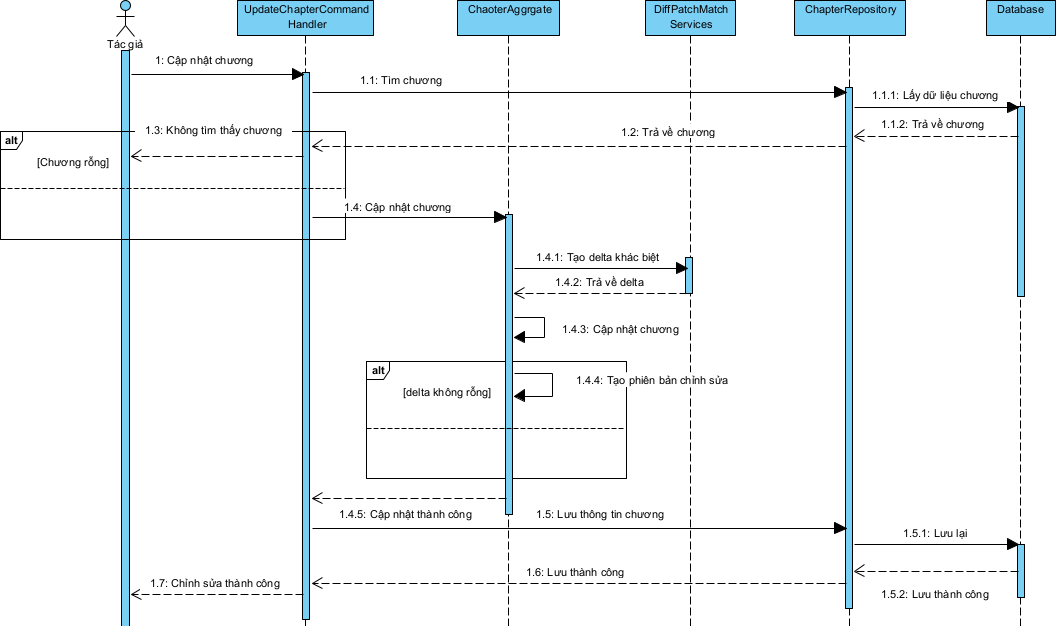 UpdateChapterCommand
Handler
ChaoterAggrgate
DiffPatchMatch
Services
ChapterRepository
Database
Tác giả
1: Cập nhật chương
1.1: Tìm chương
1.1.1: Lấy dữ liệu chương
1.1.2: Trả về chương
1.2: Trả về chương
1.3: Không tìm thấy chương
alt
[Chương rỗng]
1.4: Cập nhật chương
1.4.1: Tạo delta khác biệt
1.4.2: Trả về delta
1.4.3: Cập nhật chương
alt
[delta không rỗng]
1.4.4: Tạo phiên bản chỉnh sửa
1.4.5: Cập nhật thành công
1.5: Lưu thông tin chương
1.5.1: Lưu lại
1.6: Lưu thành công
1.7: Chỉnh sửa thành công
1.5.2: Lưu thành công